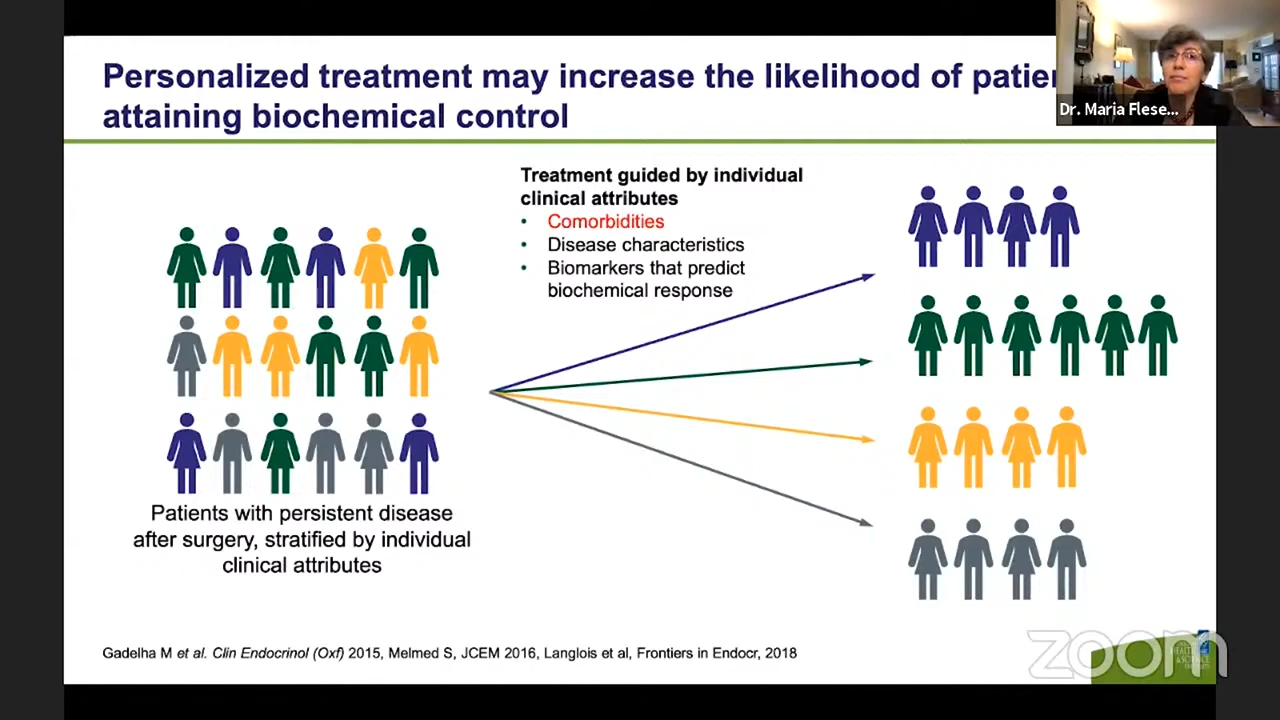 Personalized treatment may increase the likelihood of patie
attaining biochemical control
Dr. Maria Flese...
Treatment guided by individual
clinical attributes
• Comorbidities
• Disease characteristics
• Biomarkers that predict
biochemical response
Patients with persistent disease
after surgery, stratified by individual
clinical attributes
Gadelha M et al. Clin Endocrinol (Oxf) 2015, Melmed S, JCEM 2016, Langlois et al, Frontiers in Endocr, 2018
zoom
HEALTH
&SCIENCE